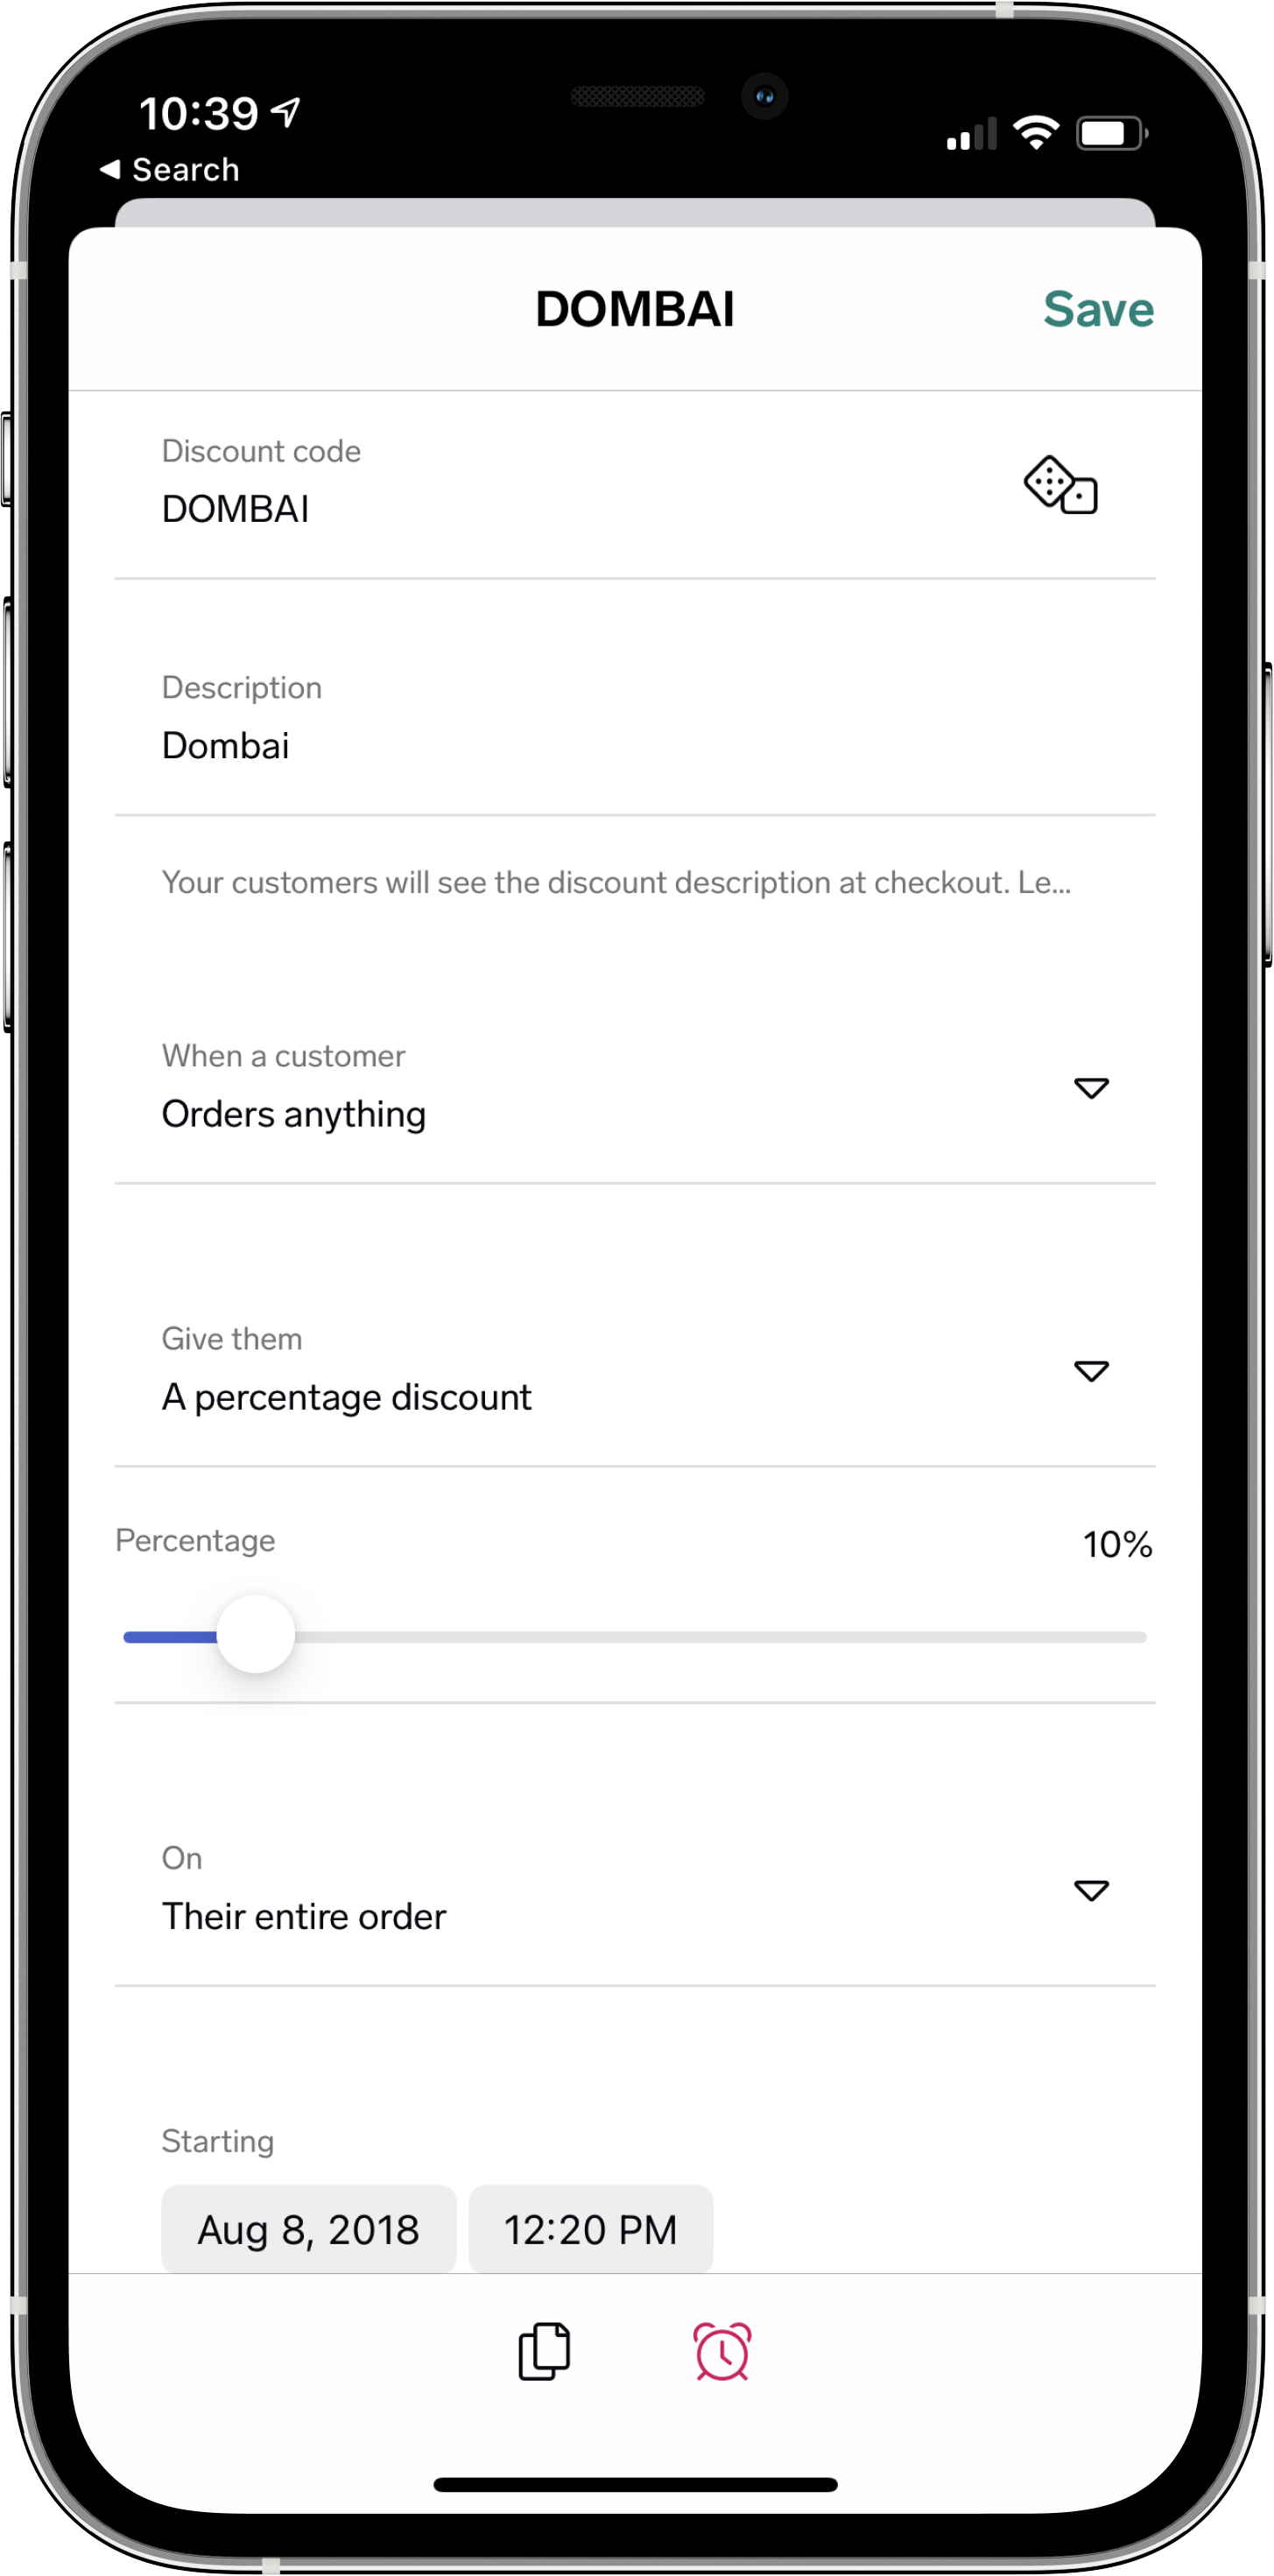 10:39
Search
DOMBAI
Save
Discount code
DOMBAI
Description
Dombai
Your customers will see the discount description at checkout. Le...
When a customer
Orders anything
Give them
A percentage discount
Percentage
10%
On
Their entire order
Starting
Aug 8, 2018
12:20 PM